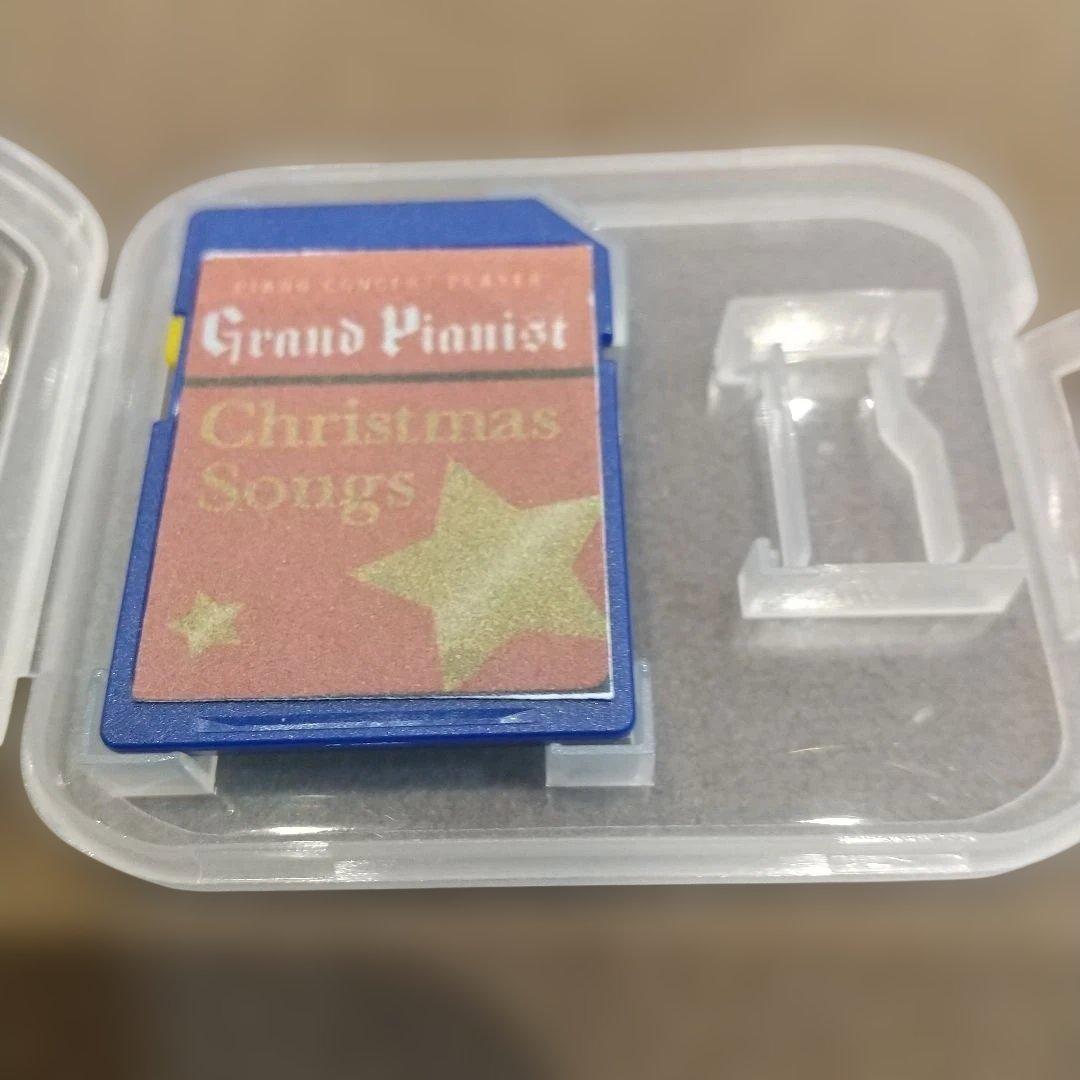 PIANO CONCERT PLAYER
Grand Pianist
Christmas
Songs